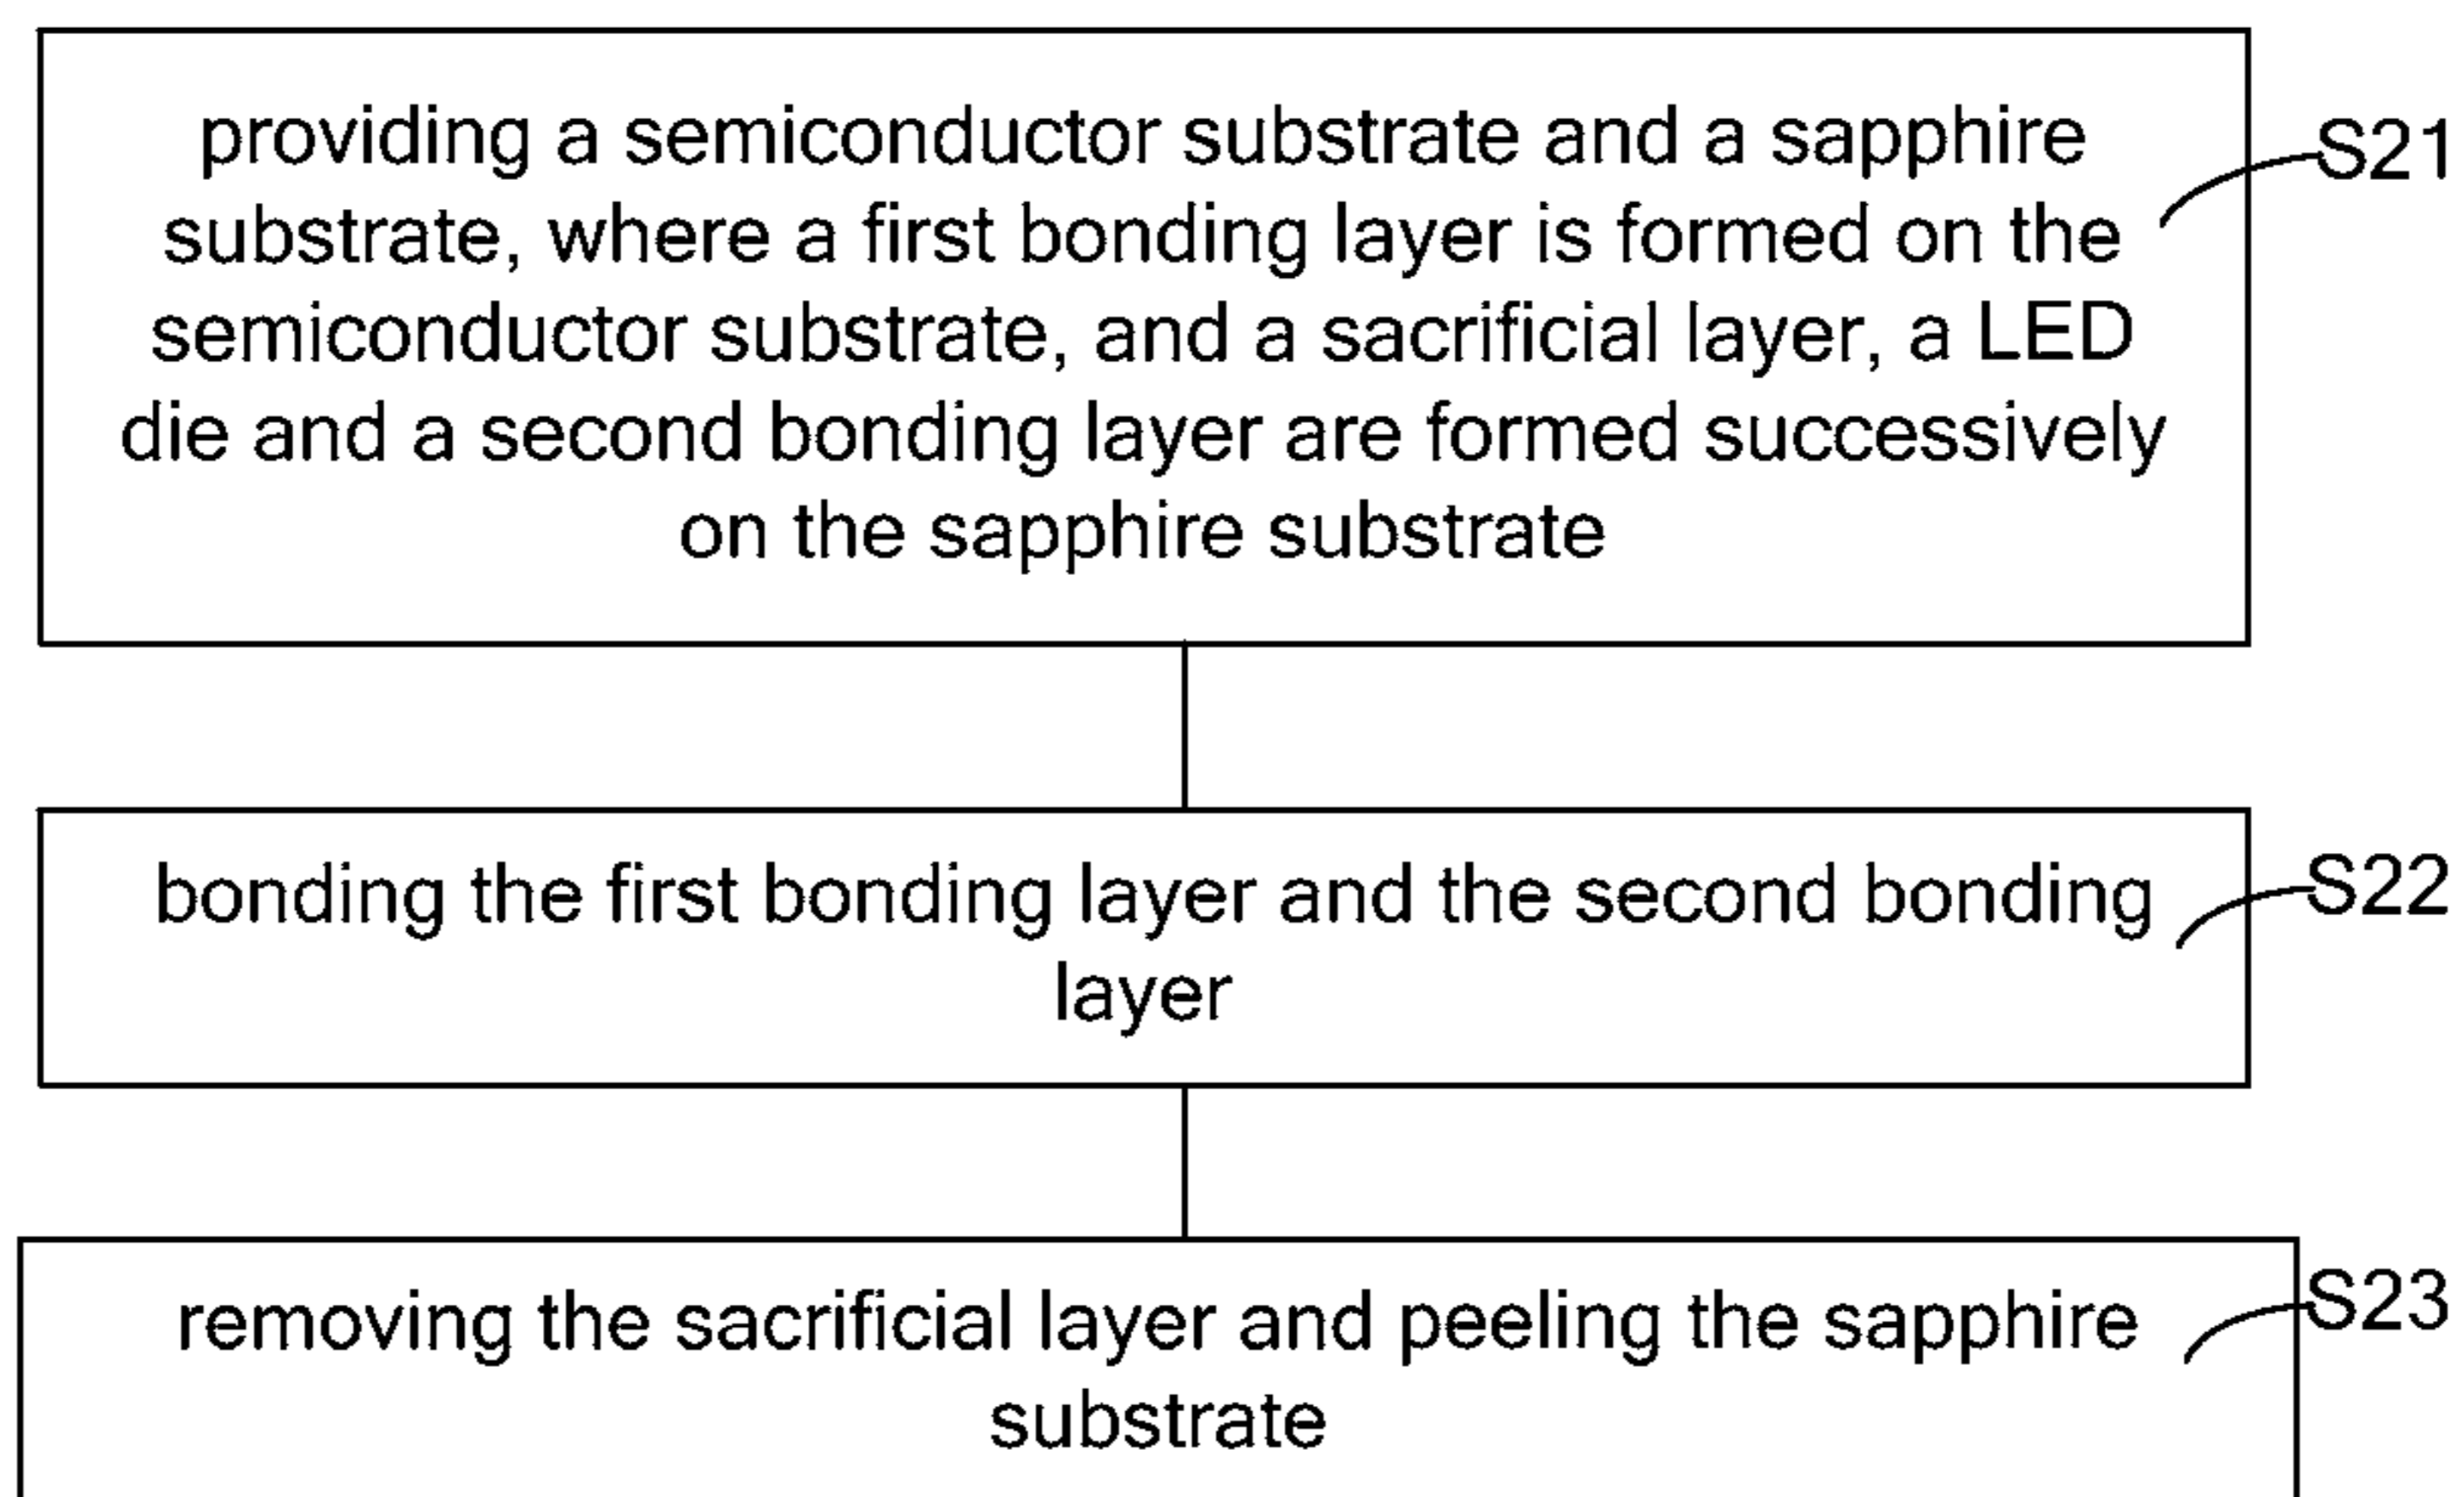 providing a semiconductor substrate and a sapphire
substrate, where a first bonding layer is formed on the
semiconductor substrate, and a sacrificial layer, a LED
die and a second bonding layer are formed successively
on the sapphire substrate
S21
bonding the first bonding layer and the second bonding
layer
S22
removing the sacrificial layer and peeling the sapphire
substrate
S23